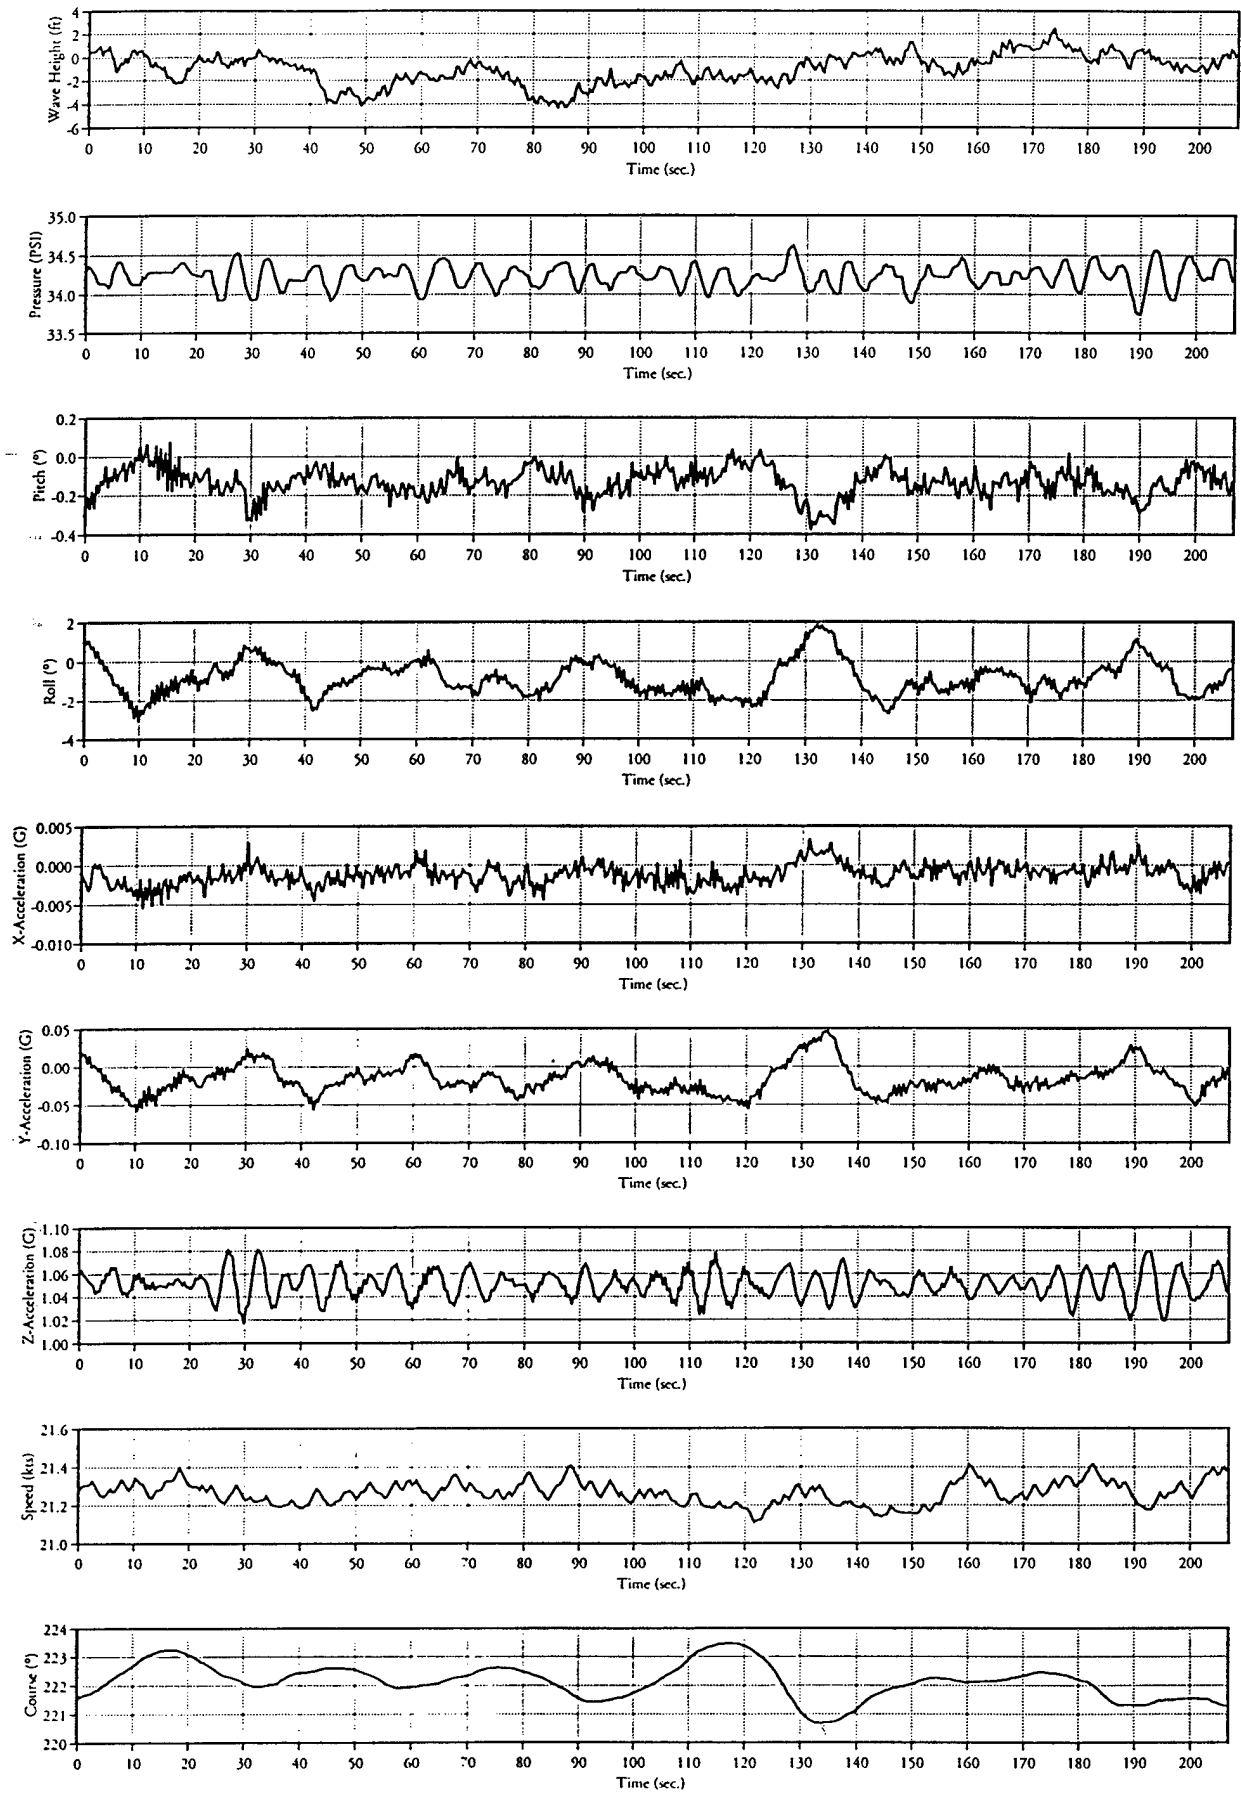 Wave Height (ft)
4
2
0
-2
-4
-6
0 10 20 30 40 50 60 70 80 90 100 110 120 130 140 150 160 170 180 190 200
Time (sec.)
Pressure (PSI)
35.0
34.5
34.0
33.5
0 10 20 30 40 50 60 70 80 90 100 110 120 130 140 150 160 170 180 190 200
Time (sec.)
Pitch (°)
0.2
0.0
-0.2
-0.4
0 10 20 30 40 50 60 70 80 90 100 110 120 130 140 150 160 170 180 190 200
Time (sec.)
Roll (°)
2
0
-2
-4
0 10 20 30 40 50 60 70 80 90 100 110 120 130 140 150 160 170 180 190 200
Time (sec.)
X-Acceleration (G)
0.005
0.000
-0.005
-0.010
0 10 20 30 40 50 60 70 80 90 100 110 120 130 140 150 160 170 180 190 200
Time (sec.)
Y-Acceleration (G)
0.05
0.00
-0.05
-0.10
0 10 20 30 40 50 60 70 80 90 100 110 120 130 140 150 160 170 180 190 200
Time (sec.)
Z-Acceleration (G)
1.10
1.08
1.06
1.04
1.02
1.00
0 10 20 30 40 50 60 70 80 90 100 110 120 130 140 150 160 170 180 190 200
Time (sec.)
Speed (kts)
21.6
21.4
21.2
21.0
0 10 20 30 40 50 60 70 80 90 100 110 120 130 140 150 160 170 180 190 200
Time (sec.)
Course (°)
224
223
222
221
220
0 10 20 30 40 50 60 70 80 90 100 110 120 130 140 150 160 170 180 190 200
Time (sec.)